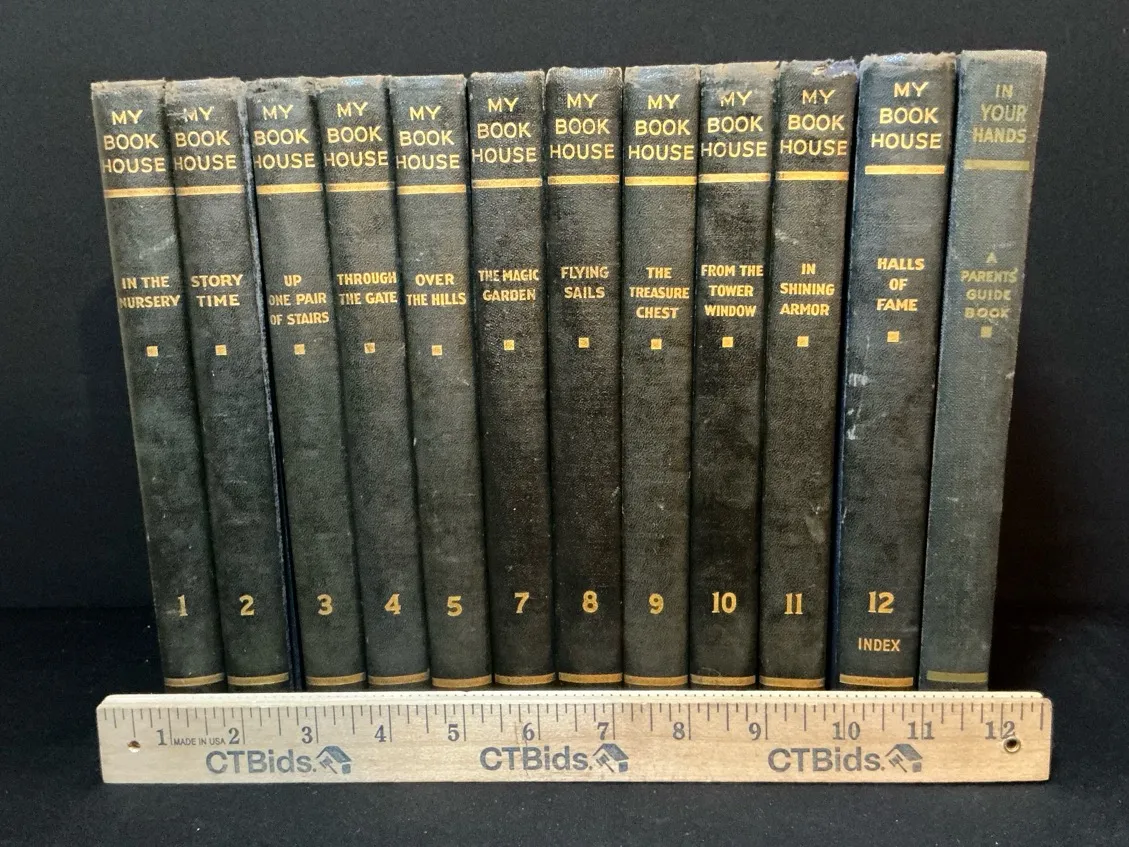 MY
BOOK
HOUSE
IN THE
NURSERY
1
MY
BOOK
HOUSE
STORY
TIME
2
MY
BOOK
HOUSE
UP
ONE PAIR
OF STAIRS
3
MY
BOOK
HOUSE
THROUGH
THE GATE
4
MY
BOOK
HOUSE
OVER
THE HILLS
5
MY
BOOK
HOUSE
THE MAGIC
GARDEN
7
MY
BOOK
HOUSE
FLYING
SAILS
8
MY
BOOK
HOUSE
THE
TREASURE
CHEST
9
MY
BOOK
HOUSE
FROM THE
TOWER
WINDOW
10
MY
BOOK
HOUSE
IN
SHINING
ARMOR
11
MY
BOOK
HOUSE
HALLS
OF
FAME
12
INDEX
IN
YOUR
HANDS
A
PARENTS'
GUIDE
BOOK
1 MADE IN USA 2 3 4 5 6 7 8 9 10 11 12
CTBids. CTBids. CTBids.